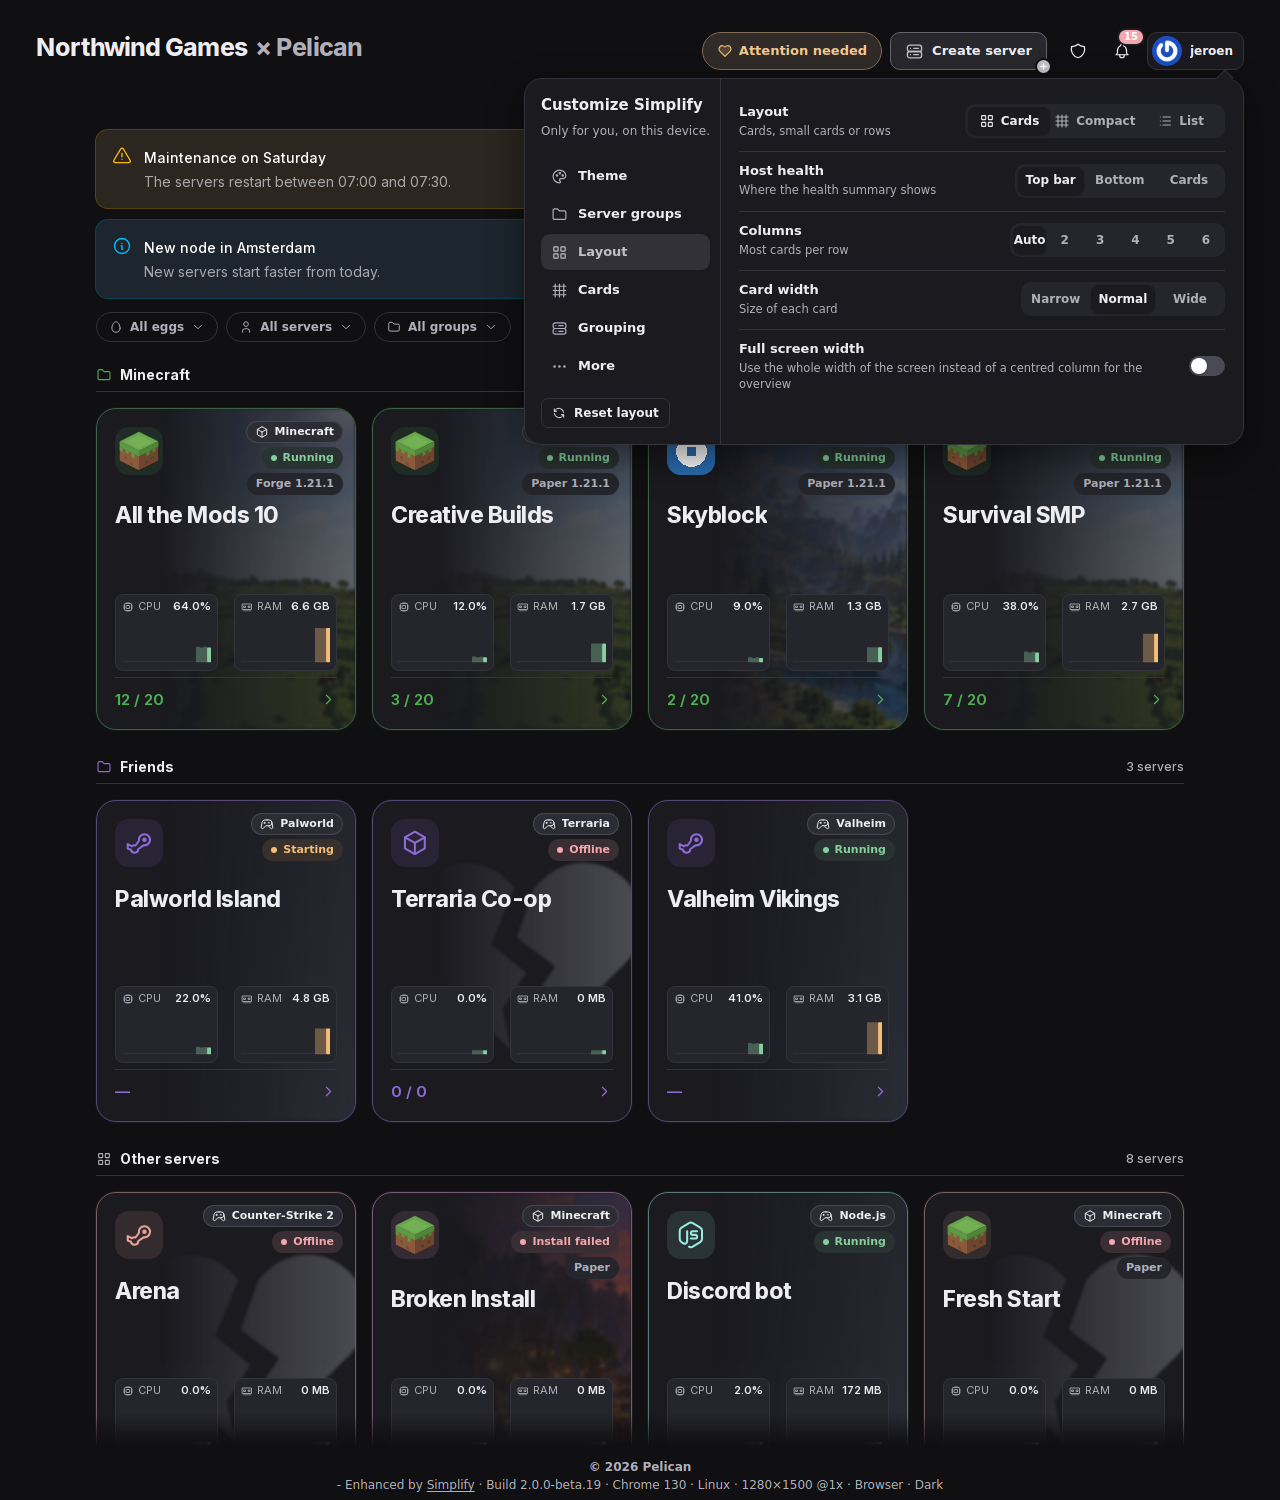 Northwind Games × Pelican
Attention needed
Create server
15
jeroen
Customize Simplify
Only for you, on this device.
Theme
Server groups
Layout
Cards
Grouping
More
Reset layout
Layout
Cards, small cards or rows
Cards
Compact
List
Host health
Where the health summary shows
Top bar
Bottom
Cards
Columns
Most cards per row
Auto 2 3 4 5 6
Card width
Size of each card
Narrow
Normal
Wide
Full screen width
Use the whole width of the screen instead of a centred column for the
overview
Maintenance on Saturday
The servers restart between 07:00 and 07:30.
New node in Amsterdam
New servers start faster from today.
All eggs
All servers
All groups
Minecraft
Minecraft
Running
Forge 1.21.1
All the Mods 10
CPU 64.0%
RAM 6.6 GB
12 / 20
Running
Paper 1.21.1
Creative Builds
CPU 12.0%
RAM 1.7 GB
3 / 20
Running
Paper 1.21.1
Skyblock
CPU 9.0%
RAM 1.3 GB
2 / 20
Running
Paper 1.21.1
Survival SMP
CPU 38.0%
RAM 2.7 GB
7 / 20
Friends
3 servers
Palworld
Starting
Palworld Island
CPU 22.0%
RAM 4.8 GB
—
Terraria
Offline
Terraria Co-op
CPU 0.0%
RAM 0 MB
0 / 0
Valheim
Running
Valheim Vikings
CPU 41.0%
RAM 3.1 GB
—
Other servers
8 servers
Counter-Strike 2
Offline
Arena
CPU 0.0%
RAM 0 MB
Minecraft
Install failed
Paper
Broken Install
CPU 0.0%
RAM 0 MB
Node.js
Running
Discord bot
CPU 2.0%
RAM 172 MB
Minecraft
Offline
Paper
Fresh Start
CPU 0.0%
RAM 0 MB
© 2026 Pelican
- Enhanced by Simplify · Build 2.0.0-beta.19 · Chrome 130 · Linux · 1280×1500 @1x · Browser · Dark